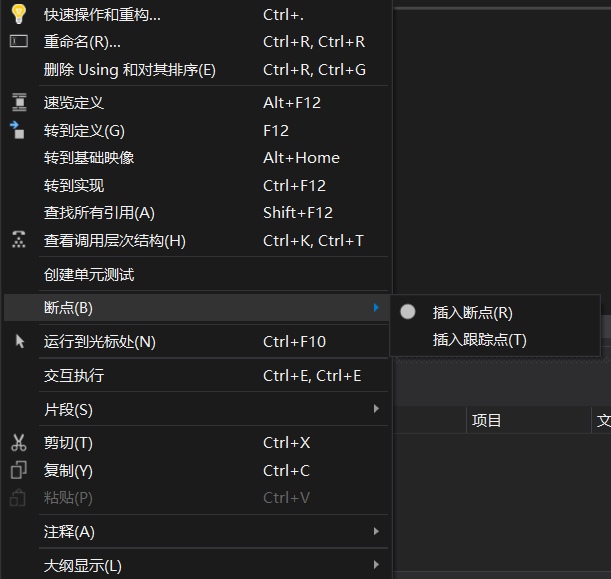 快速操作和重构... Ctrl+.
重命名(R)... Ctrl+R, Ctrl+R
删除 Using 和对其排序(E) Ctrl+R, Ctrl+G
速览定义 Alt+F12
转到定义(G) F12
转到基础映像 Alt+Home
转到实现 Ctrl+F12
查找所有引用(A) Shift+F12
查看调用层次结构(H) Ctrl+K, Ctrl+T
创建单元测试
断点(B)
插入断点(R)
插入跟踪点(T)
运行到光标处(N) Ctrl+F10
交互执行 Ctrl+E, Ctrl+E
片段(S)
项目 文
剪切(T) Ctrl+X
复制(Y) Ctrl+C
粘贴(P) Ctrl+V
注释(A)
大纲显示(L)